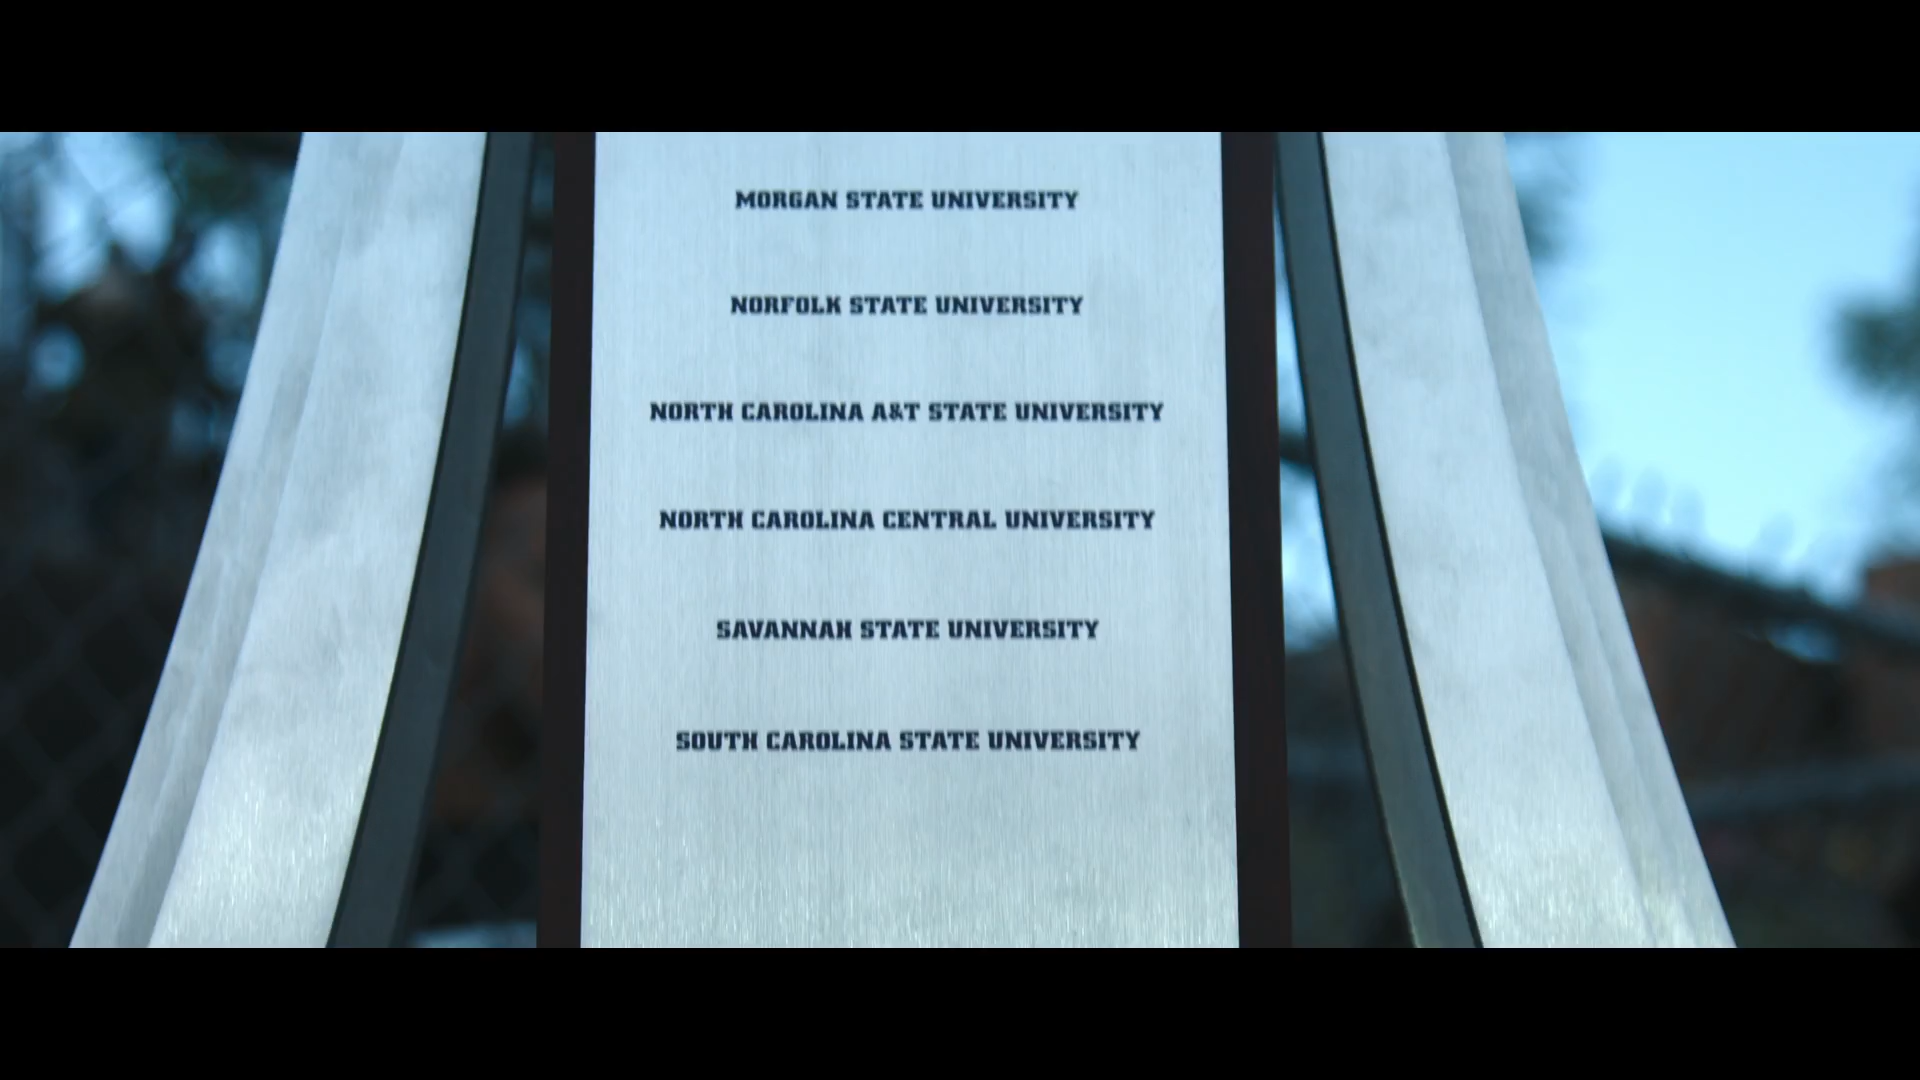 MORGAN STATE UNIVERSITY
NORFOLK STATE UNIVERSITY
NORTH CAROLINA A&T STATE UNIVERSITY
NORTH CAROLINA CENTRAL UNIVERSITY
SAVANNAH STATE UNIVERSITY
SOUTH CAROLINA STATE UNIVERSITY